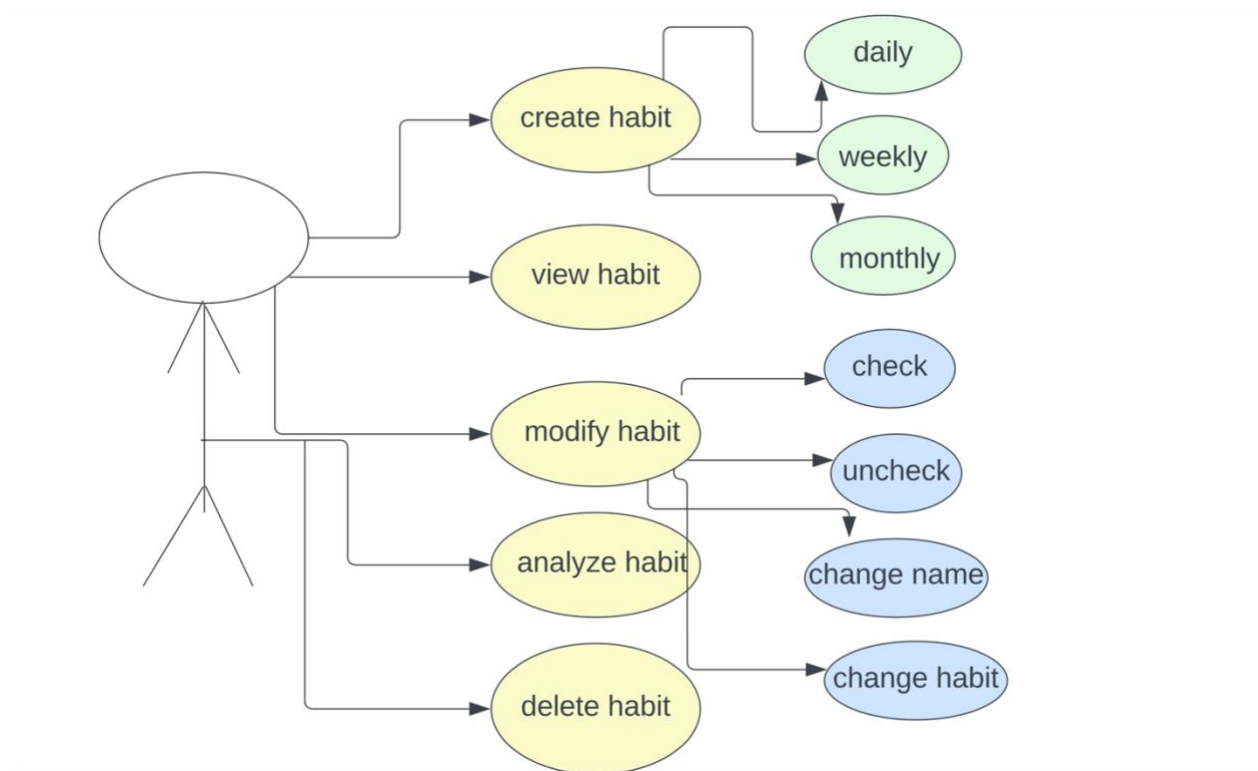 create habit
daily
weekly
monthly
view habit
modify habit
check
uncheck
change name
change habit
analyze habit
delete habit